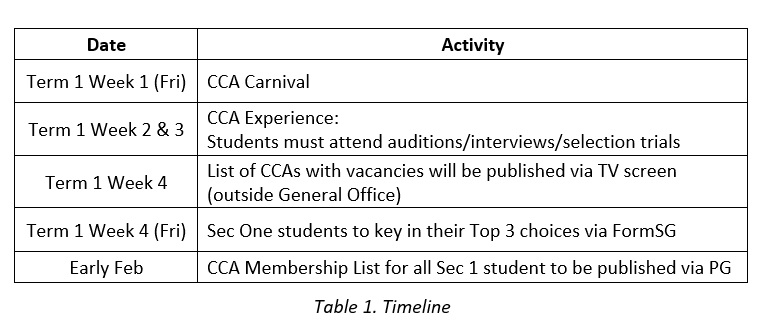 Date Activity
Term 1 Week 1 (Fri) CCA Carnival
Term 1 Week 2 & 3 CCA Experience:
Students must attend auditions/interviews/selection trials
Term 1 Week 4 List of CCAs with vacancies will be published via TV screen
(outside General Office)
Term 1 Week 4 (Fri) Sec One students to key in their Top 3 choices via FormSG
Early Feb CCA Membership List for all Sec 1 student to be published via PG
Table 1. Timeline